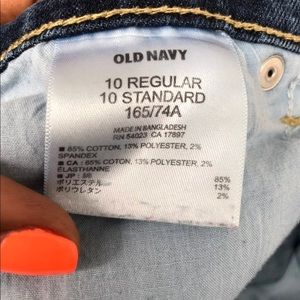 OLD NAVY
10 REGULAR
10 STANDARD
165/74A
MADE IN BANGLADESH
RN 54023 CA 17897
■ 85% COTTON, 13% POLYESTER, 2%
SPANDEX
■ CA : 85% COTON, 13% POLYESTER, 2%
ÉLASTHANNE
■ JP : 綿 85%
ポリエステル 13%
ポリウレタン 2%